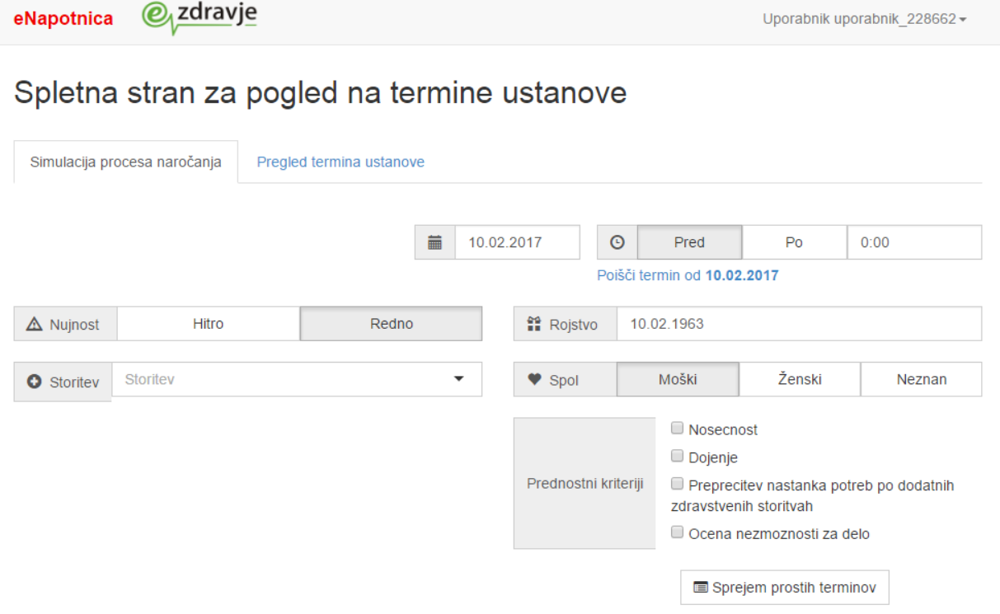 eNapotnica
e zdravje
Uporabnik uporabnik_228662
Spletna stran za pogled na termine ustanove
Simulacija procesa naročanja
Pregled termina ustanove
10.02.2017
Pred
Po
0:00
Poišči termin od 10.02.2017
Nujnost
Hitro
Redno
Rojstvo
10.02.1963
Storitev
Storitev
Spol
Moški
Ženski
Neznan
Prednostni kriteriji
Nosecnost
Dojenje
Preprecitev nastanka potreb po dodatnih
zdravstvenih storitvah
Ocena nezmoznosti za delo
Sprejem prostih terminov